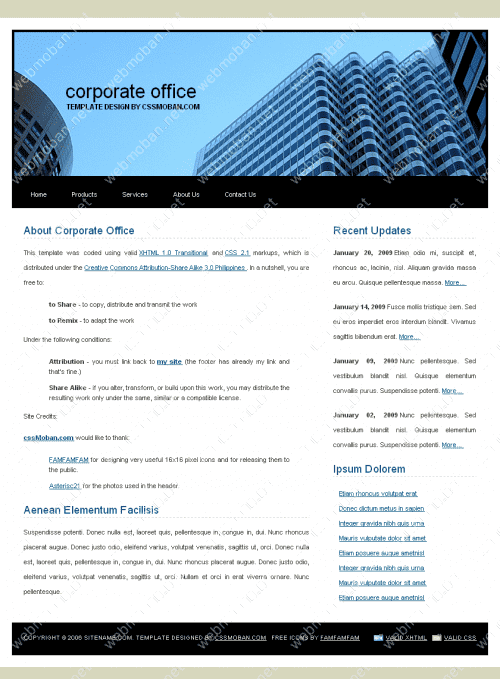 corporate office
TEMPLATE DESIGN BY CSSMOBAN.COM
Home Products Services About Us Contact Us
About Corporate Office
This template was coded using valid XHTML 1.0 Transitional and CSS 2.1 markups, which is
distributed under the Creative Commons Attribution-Share Alike 3.0 Philippines. In a nutshell, you are
free to:
to Share - to copy, distribute and transmit the work
to Remix - to adapt the work
Under the following conditions:
Attribution - you must link back to my site (the footer has already my link and
that's fine.)
Share Alike - if you alter, transform, or build upon this work, you may distribute the
resulting work only under the same, similar or a compatible license.
Site Credits:
cssMoban.com would like to thank:
FAMFAMFAM for designing very useful 16x16 pixel icons and for releasing them to
the public.
Asterisc21 for the photos used in the header.
Aenean Elementum Facilisis
Suspendisse potenti. Donec nulla est, laoreet quis, pellentesque in, congue in, dui. Nunc rhoncus
placerat augue. Donec justo odio, eleifend varius, volutpat venenatis, sagittis ut, orci. Donec nulla
est, laoreet quis, pellentesque in, congue in, dui. Nunc rhoncus placerat augue. Donec justo odio,
eleifend varius, volutpat venenatis, sagittis ut, orci. Nullam et orci in erat viverra ornare. Nunc
pellentesque.
Recent Updates
January 20, 2009 Etiam odio mi, suscipit et,
rhoncus ac, lacinia, nisl. Aliquam gravida massa
eu arcu. Quisque pellentesque massa. More...
January 14, 2009 Fusce mollis tristique sem. Sed
eu eros imperdiet eros interdum blandit. Vivamus
sagittis bibendum erat. More...
January 09, 2009 Nunc pellentesque. Sed
vestibulum blandit nisl. Quisque elementum
convallis purus. Suspendisse potenti. More...
January 02, 2009 Nunc pellentesque. Sed
vestibulum blandit nisl. Quisque elementum
convallis purus. Suspendisse potenti. More...
Ipsum Dolorem
Etiam rhoncus volutpat erat
Donec dictum metus in sapien
Integer gravida nibh quis urna
Mauris vulputate dolor sit amet
Etiam posuere augue ametnisl
Integer gravida nibh quis urna
Mauris vulputate dolor sit amet
Etiam posuere augue ametnisl
COPYRIGHT © 2009 SITENAME.COM. TEMPLATE DESIGNED BY CSSMOBAN.COM. FREE ICONS BY FAMFAMFAM VALID XHTML VALID CSS
webmoban.net